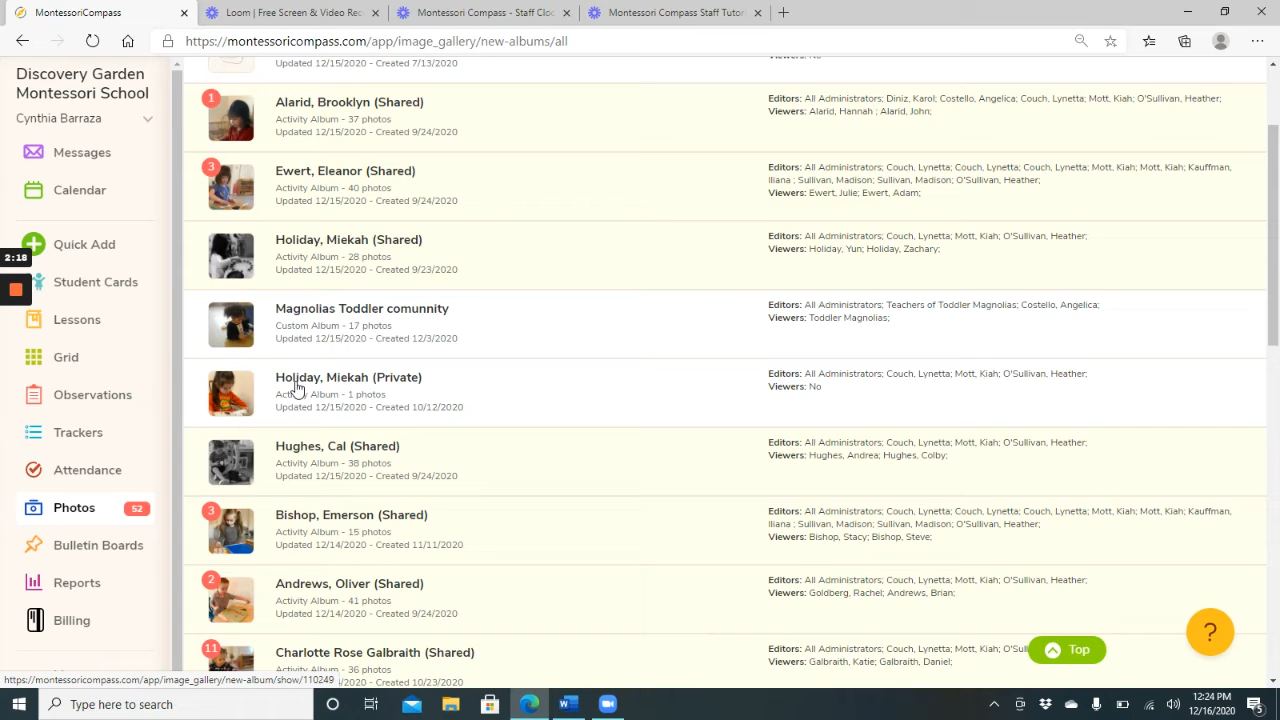 Loom | Free Screen & Video Rec
Montessori Compass - Staff Cloc
Montessori Compass Staff Tutor
https://montessoricompass.com/app/image_gallery/new-albums/all
Discovery Garden
Montessori School
Cynthia Barraza
Messages
Calendar
Quick Add
2:18
Student Cards
Lessons
Grid
Observations
Trackers
Attendance
Photos 52
Bulletin Boards
Reports
Billing
Updated 12/15/2020 - Created 7/13/2020
1
Alarid, Brooklyn (Shared)
Activity Album - 37 photos
Updated 12/15/2020 - Created 9/24/2020
Editors: All Administrators; Diniz, Karol; Costello, Angelica; Couch, Lynetta; Mott, Kiah; O'Sullivan, Heather;
Viewers: Alarid, Hannah ; Alarid, John;
3
Ewert, Eleanor (Shared)
Activity Album - 40 photos
Updated 12/15/2020 - Created 9/24/2020
Editors: All Administrators; Couch, Lynetta; Couch, Lynetta; Couch, Lynetta; Mott, Kiah; Mott, Kiah; Kauffman,
Iliana ; Sullivan, Madison; Sullivan, Madison; O'Sullivan, Heather;
Viewers: Ewert, Julie; Ewert, Adam;
Holiday, Miekah (Shared)
Activity Album - 28 photos
Updated 12/15/2020 - Created 9/23/2020
Editors: All Administrators; Couch, Lynetta; Mott, Kiah; O'Sullivan, Heather;
Viewers: Holiday, Yun; Holiday, Zachary;
Magnolias Toddler comunnity
Custom Album - 17 photos
Updated 12/15/2020 - Created 12/3/2020
Editors: All Administrators; Teachers of Toddler Magnolias; Costello, Angelica;
Viewers: Toddler Magnolias;
Holiday, Miekah (Private)
Activity Album - 1 photos
Updated 12/15/2020 - Created 10/12/2020
Editors: All Administrators; Couch, Lynetta; Mott, Kiah; O'Sullivan, Heather;
Viewers: No
Hughes, Cal (Shared)
Activity Album - 38 photos
Updated 12/15/2020 - Created 9/24/2020
Editors: All Administrators; Couch, Lynetta; Mott, Kiah; O'Sullivan, Heather;
Viewers: Hughes, Andrea; Hughes, Colby;
3
Bishop, Emerson (Shared)
Activity Album - 15 photos
Updated 12/14/2020 - Created 11/11/2020
Editors: All Administrators; Couch, Lynetta; Couch, Lynetta; Couch, Lynetta; Mott, Kiah; Mott, Kiah; Kauffman,
Iliana ; Sullivan, Madison; Sullivan, Madison; O'Sullivan, Heather;
Viewers: Bishop, Stacy; Bishop, Steve;
2
Andrews, Oliver (Shared)
Activity Album - 41 photos
Updated 12/14/2020 - Created 9/24/2020
Editors: All Administrators; Couch, Lynetta; Mott, Kiah; O'Sullivan, Heather;
Viewers: Goldberg, Rachel; Andrews, Brian;
11
Charlotte Rose Galbraith (Shared)
Activity Album - 36 photos
/2020 - Created 10/23/2020
Editors: All Administrators; Couch, Lynetta; Mott, Kiah; O'Sull
Viewers: Galbraith, Katie; Galbraith, Daniel;
Top
?
https://montessoricompass.com/app/image_gallery/new-album/show/110249
Type here to search
12:24 PM
12/16/2020
3